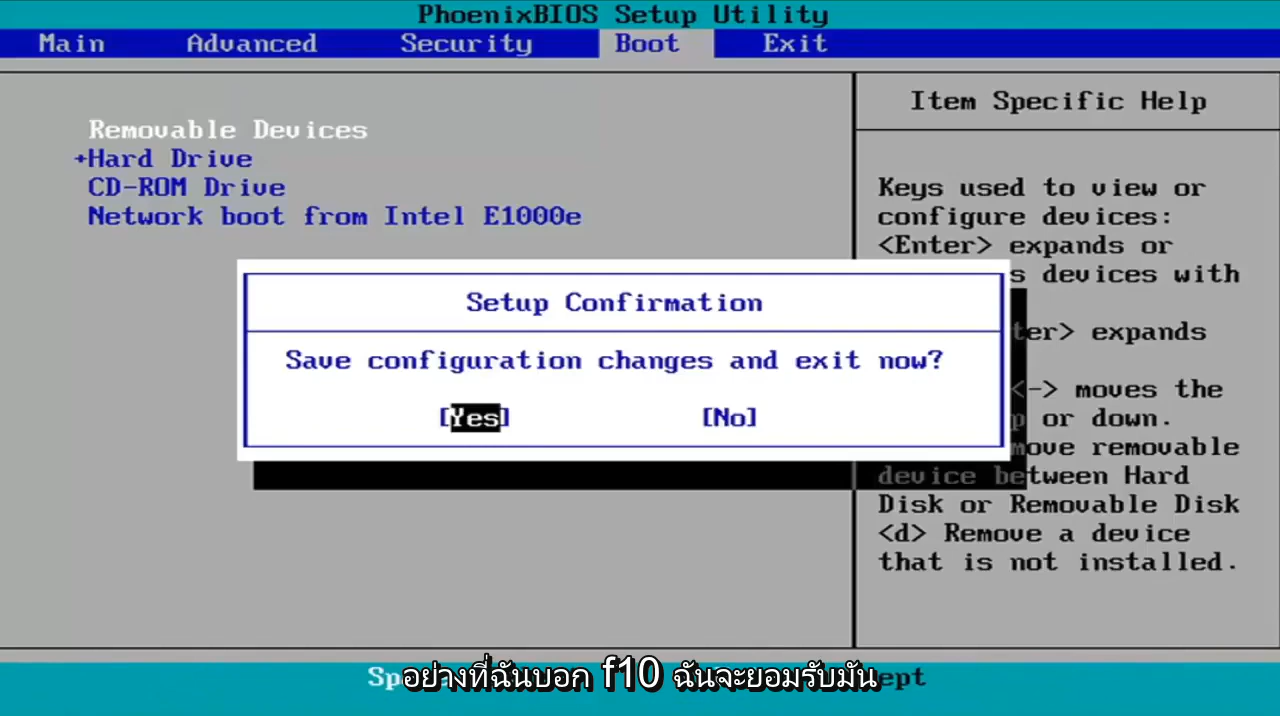 PhoenixBIOS Setup Utility
Main Advanced Security Boot Exit
Item Specific Help
Removable Devices
+Hard Drive
CD-ROM Drive
Network boot from Intel E1000e
Keys used to view or
configure devices:
<Enter> expands or
devices with
expands
<-> moves the
or down.
removable
device between Hard
Disk or Removable Disk
<d> Remove a device
that is not installed.
Setup Confirmation
Save configuration changes and exit now?
[Yes] [No]
อย่างที่ฉันบอก f10 ฉันจะยอมรับมัน